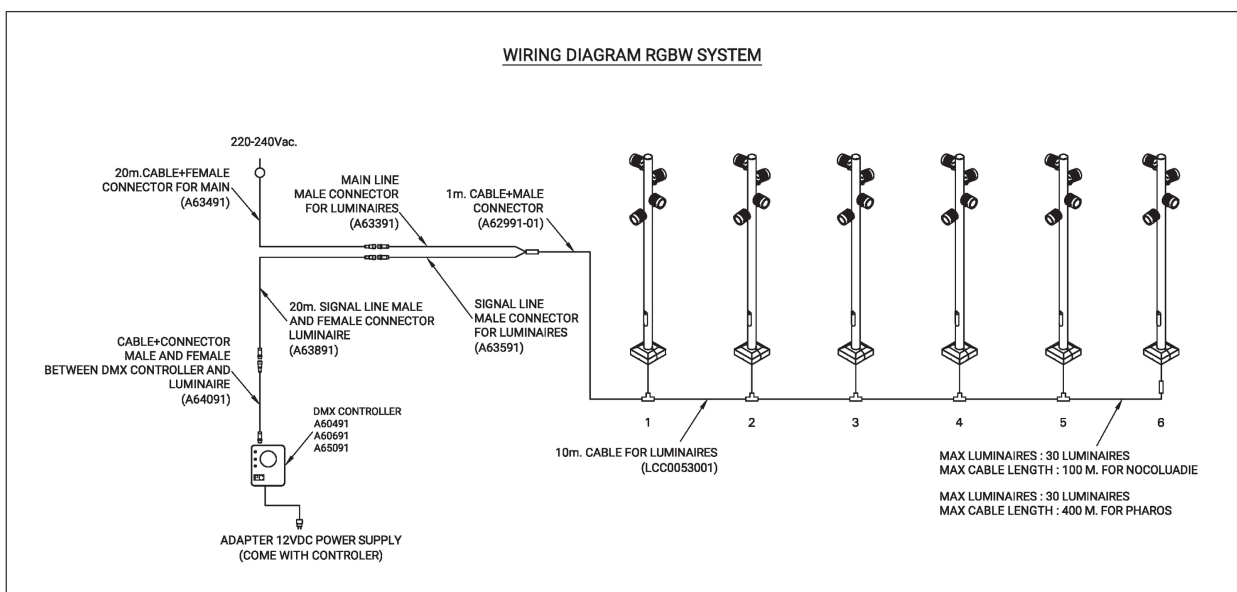 WIRING DIAGRAM RGBW SYSTEM
220-240Vac.
20m.CABLE+FEMALE
CONNECTOR FOR MAIN
(A63491)
MAIN LINE
MALE CONNECTOR
FOR LUMINAIRES)
(A63391)
1m. CABLE+MALE
CONNECTOR
(A62991-01)
20m. SIGNAL LINE MALE
AND FEMALE CONNECTOR
LUMINAIRE
(A63891)
SIGNAL LINE
MALE CONNECTOR
FOR LUMINAIRES)
(A63591)
CABLE+CONNECTOR
MALE AND FEMALE
BETWEEN DMX CONTROLLER AND
LUMINAIRE
(A64091)
DMX CONTROLLER
A60491
A60691
A65091
ADAPTER 12VDC POWER SUPPLY
(COME WITH CONTROLER)
1
2
3
4
5
6
10m. CABLE FOR LUMINAIRES
(LCC0053001)
MAX LUMINAIRES : 30 LUMINAIRES
MAX CABLE LENGTH : 100 M. FOR NOCOLUADIE
MAX LUMINAIRES : 30 LUMINAIRES
MAX CABLE LENGTH : 400 M. FOR PHAROS